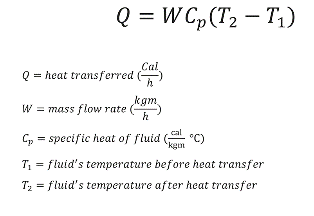 Q = WC_p(T_2 − T_1)
Q = heat transferred (Cal/h)
W = mass flow rate (kgm/h)
C_p = specific heat of fluid (cal/kgm °C)
T_1 = fluid's temperature before heat transfer
T_2 = fluid's temperature after heat transfer